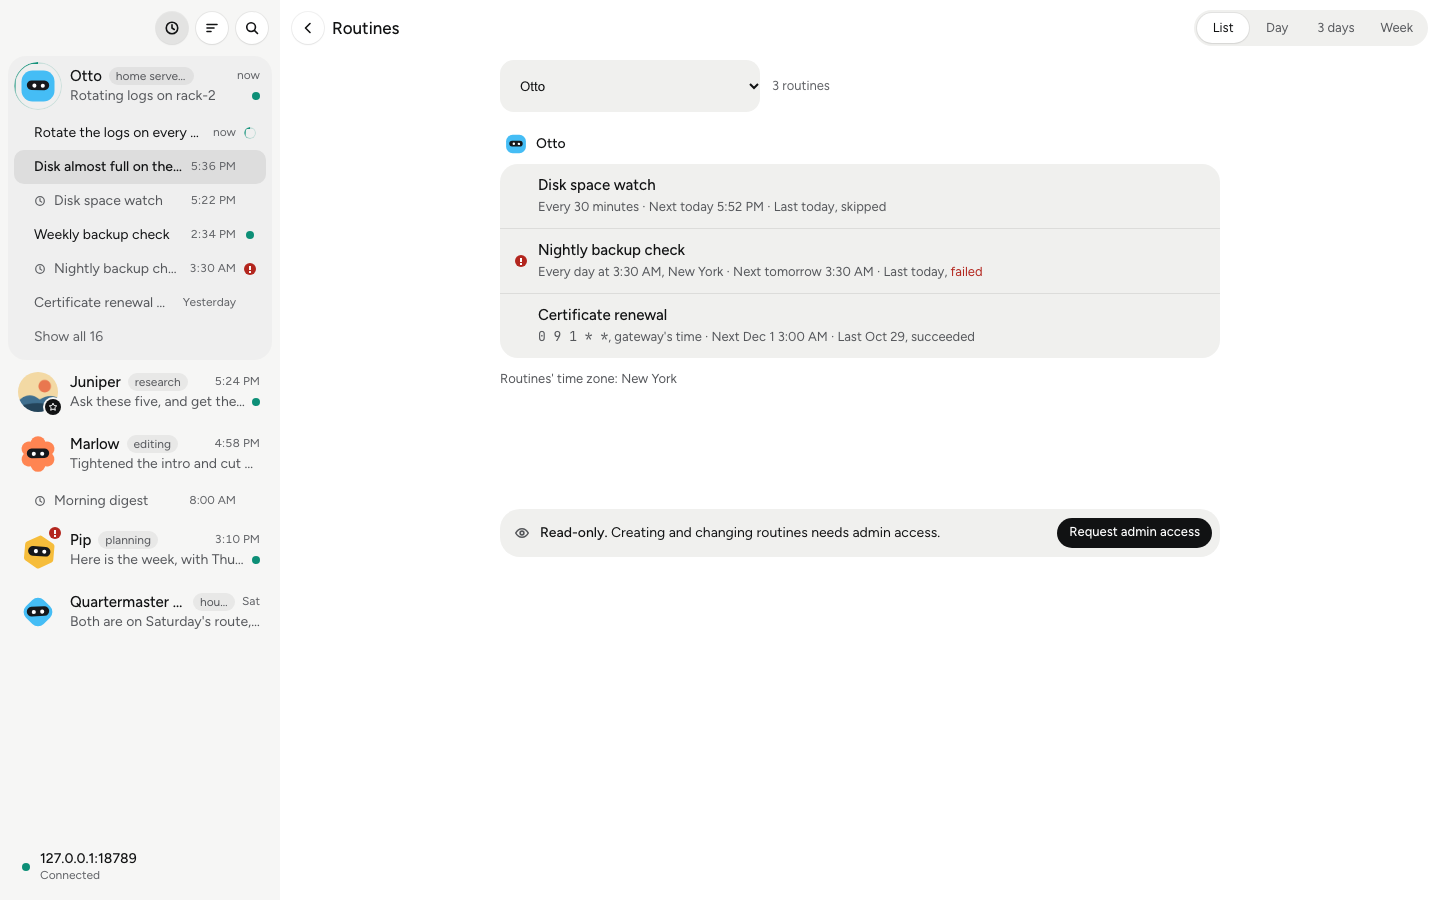 Otto home serve... now
Rotating logs on rack-2
Rotate the logs on every ... now
Disk almost full on the... 5:36 PM
Disk space watch 5:22 PM
Weekly backup check 2:34 PM
Nightly backup ch... 3:30 AM
Certificate renewal ... Yesterday
Show all 16
Juniper research 5:24 PM
Ask these five, and get the...
Marlow editing 4:58 PM
Tightened the intro and cut ...
Morning digest 8:00 AM
Pip planning 3:10 PM
Here is the week, with Thu...
Quartermaster ... hou... Sat
Both are on Saturday's route,...
127.0.0.1:18789
Connected
Routines
List Day 3 days Week
Otto 3 routines
Otto
Disk space watch
Every 30 minutes · Next today 5:52 PM · Last today, skipped
Nightly backup check
Every day at 3:30 AM, New York · Next tomorrow 3:30 AM · Last today, failed
Certificate renewal
0 9 1 * *, gateway's time · Next Dec 1 3:00 AM · Last Oct 29, succeeded
Routines' time zone: New York
Read-only. Creating and changing routines needs admin access. Request admin access